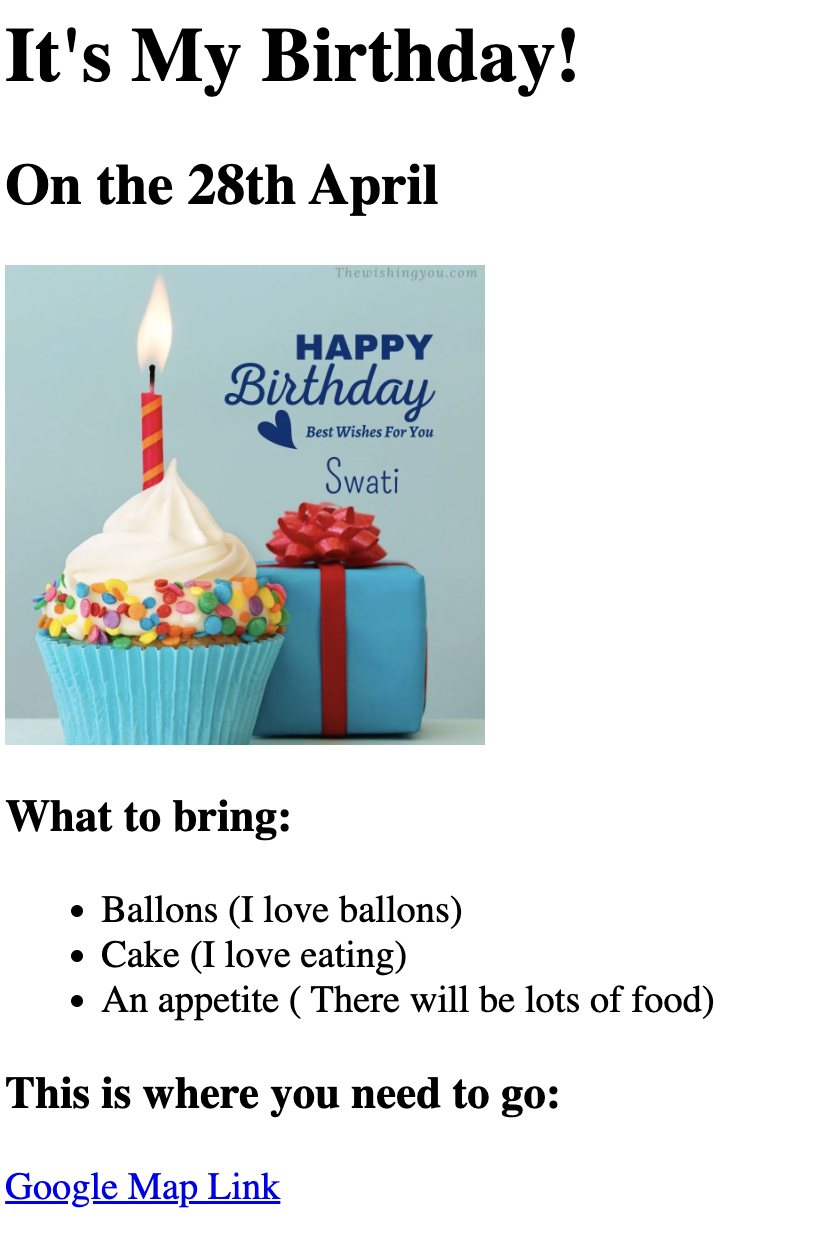 It's My Birthday!
On the 28th April
Thewishingyou.com
HAPPY
Birthday
Best Wishes For You
Swati
What to bring:
• Ballons (I love ballons)
• Cake (I love eating)
• An appetite ( There will be lots of food)
This is where you need to go:
Google Map Link